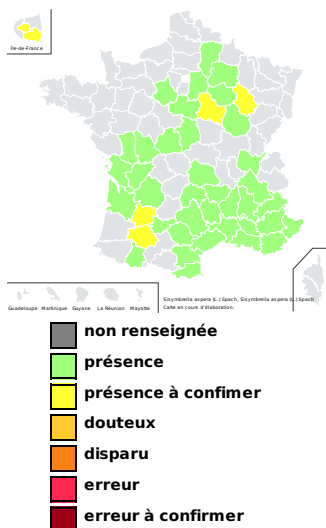 Île-de-France
Guadeloupe Martinique Guyane La Réunion Mayotte
Sisymbrella aspera (L.) Spach, Sisymbrella aspera (L.) Spach
Carte en cours d'élaboration.
non renseignée
présence
présence à confimer
douteux
disparu
erreur
erreur à confirmer